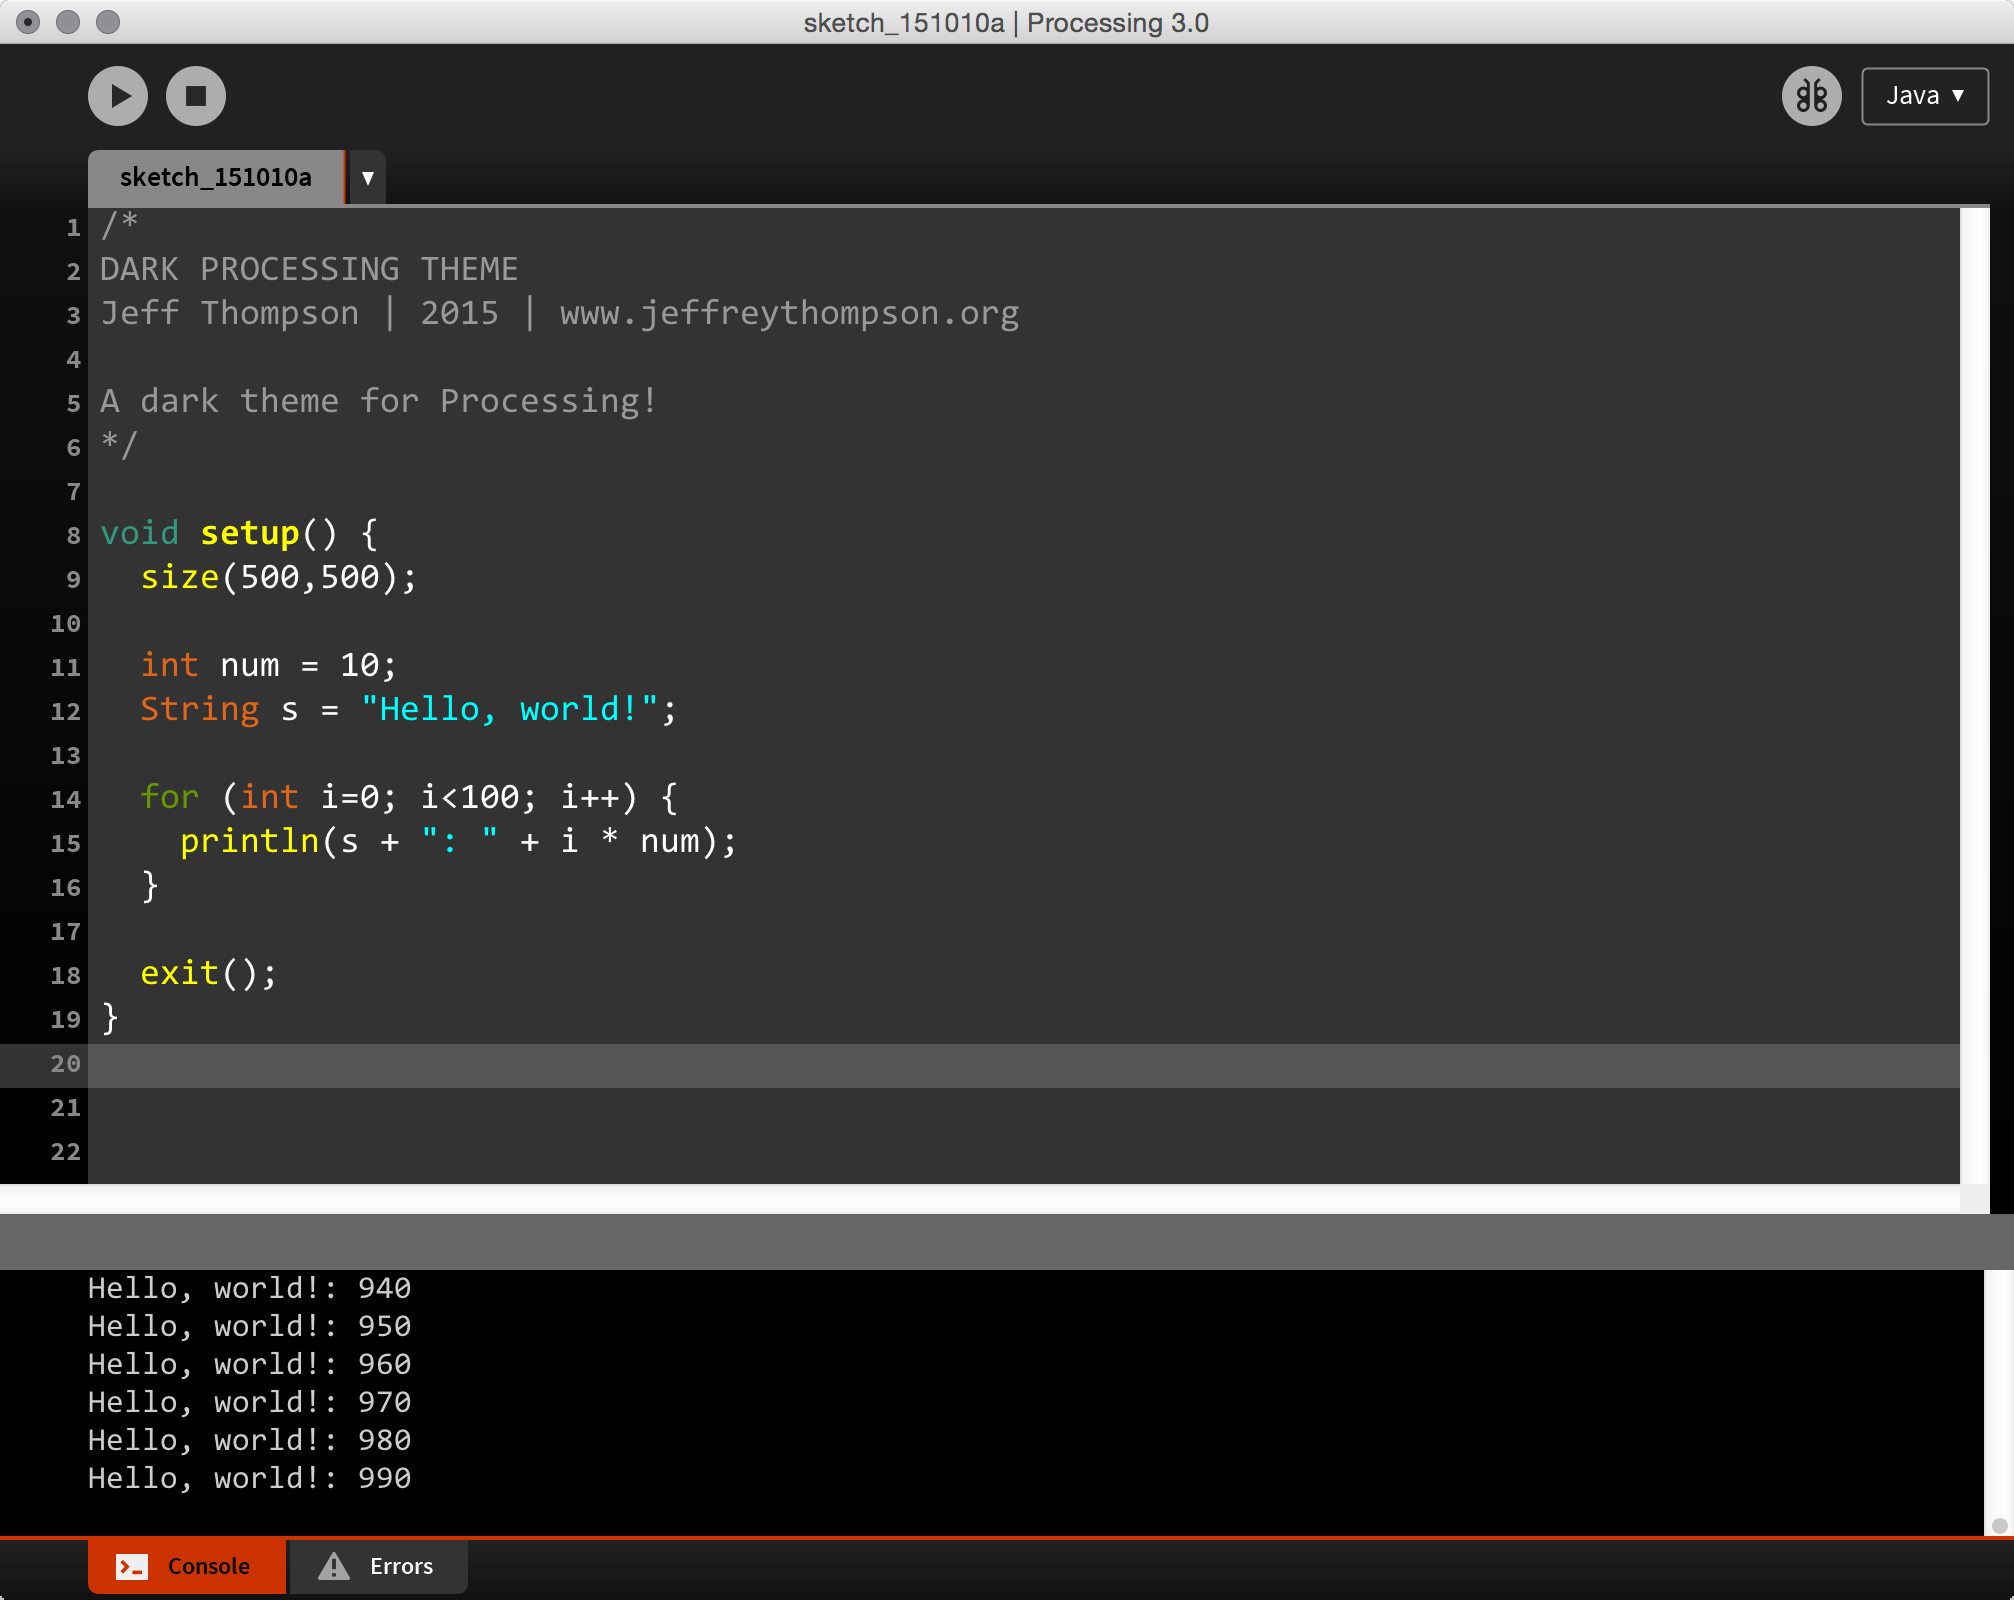 sketch_151010a | Processing 3.0
Java ▼
sketch_151010a ▼
1 /*
2 DARK PROCESSING THEME
3 Jeff Thompson | 2015 | www.jeffreythompson.org
4
5 A dark theme for Processing!
6 */
7
8 void setup() {
9   size(500,500);
10
11   int num = 10;
12   String s = "Hello, world!";
13
14   for (int i=0; i<100; i++) {
15     println(s + ": " + i * num);
16   }
17
18   exit();
19 }
20
21
22
Hello, world!: 940
Hello, world!: 950
Hello, world!: 960
Hello, world!: 970
Hello, world!: 980
Hello, world!: 990
Console Errors